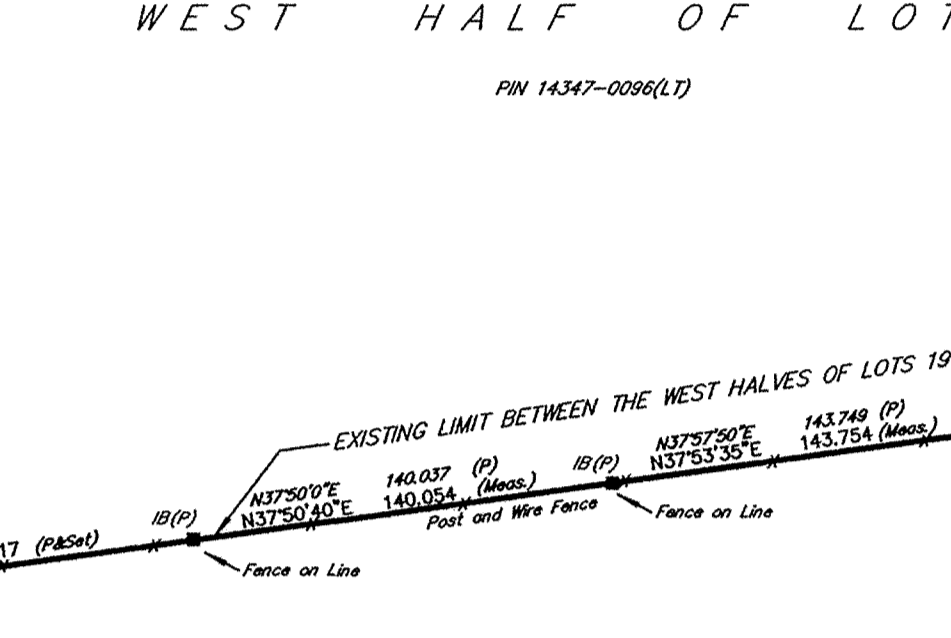 WEST HALF OF LOT
PIN 14347-0096(LT)
EXISTING LIMIT BETWEEN THE WEST HALVES OF LOTS 19
N37°57'50"E 143.749 (P)
N37°53'35"E 143.754 (Meas.)
IB(P)
N37°50'0"E 140.037 (P)
N37°50'40"E 140.054 (Meas.)
Post and Wire Fence
Fence on Line
IB(P)
17 (P&Set)
Fence on Line